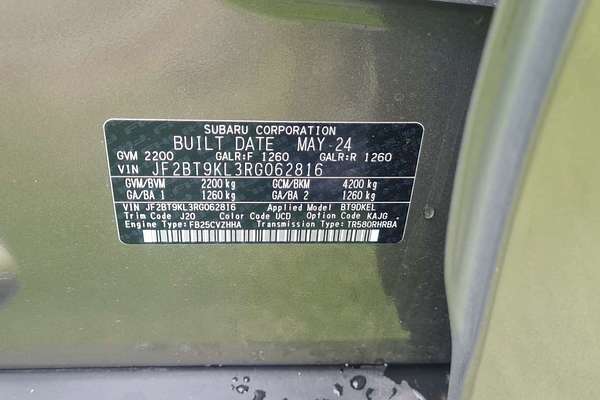 SUBARU CORPORATION
BUILT DATE MAY-24
GVM 2200 GALR:F 1260 GALR:R 1260
VIN JF2BT9KL3RG062816
GVM/BVM 2200 kg GCM/BKM 4200 kg
GA/BA 1 1260 kg GA/BA 2 1260 kg
VIN JF2BT9KL3RG062816 Applied Model BT9DKEL
Trim Code J20 Color Code UCD Option Code KAJG
Engine Type:FB25CVZHHA Transmission Type:TR580RHRBA